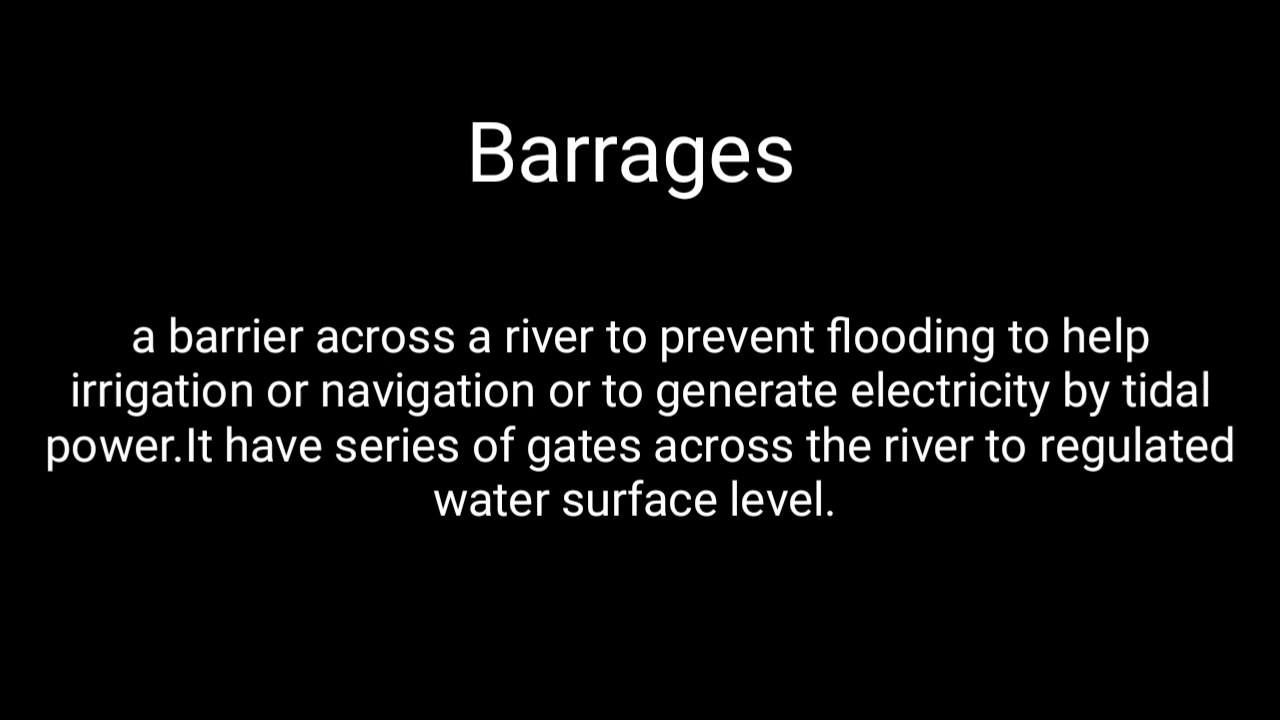 Barrages
a barrier across a river to prevent flooding to help
irrigation or navigation or to generate electricity by tidal
power.It have series of gates across the river to regulated
water surface level.